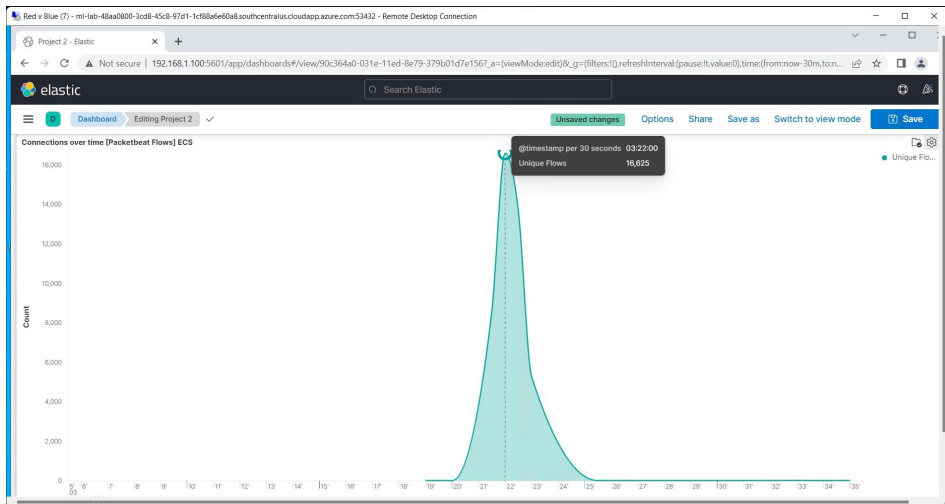 Red v Blue (7) - ml-lab-48aa0800-3cd8-45c8-97d1-1cf88a6e60a8.southcentralus.cloudapp.azure.com:53432 - Remote Desktop Connection
Project 2 - Elastic
Not secure | 192.168.1.100:5601/app/dashboards#/view/90c364a0-031e-11ed-8e79-379b01d7e156?_a=(viewMode:edit)&_g=(filters:!(),refreshInterval:(pause:!t,value:0),time:(from:now-30m,to:n...
elastic
Search Elastic
D Dashboard Editing Project 2 Unsaved changes Options Share Save as Switch to view mode Save
Connections over time [Packetbeat Flows] ECS
@timestamp per 30 seconds 03:22:00
Unique Flows 16,625
Unique Flo...
16,000
14,000
12,000
10,000
8,000
6,000
4,000
2,000
0
Count
5' 6' 7' 8' 9' 10' 11' 12' 13' 14' 15' 16' 17' 18' 19' 20' 21' 22' 23' 24' 25' 26' 27' 28' 29' 30' 31' 32' 33' 34' 35'
03